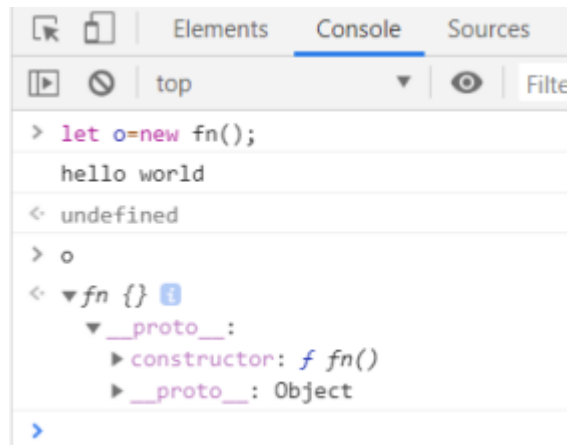 Elements Console Sources
top Filte
> let o=new fn();
hello world
<· undefined
> o
<· ▼fn {} i
▼__proto__:
▶constructor: ƒ fn()
▶__proto__: Object
>